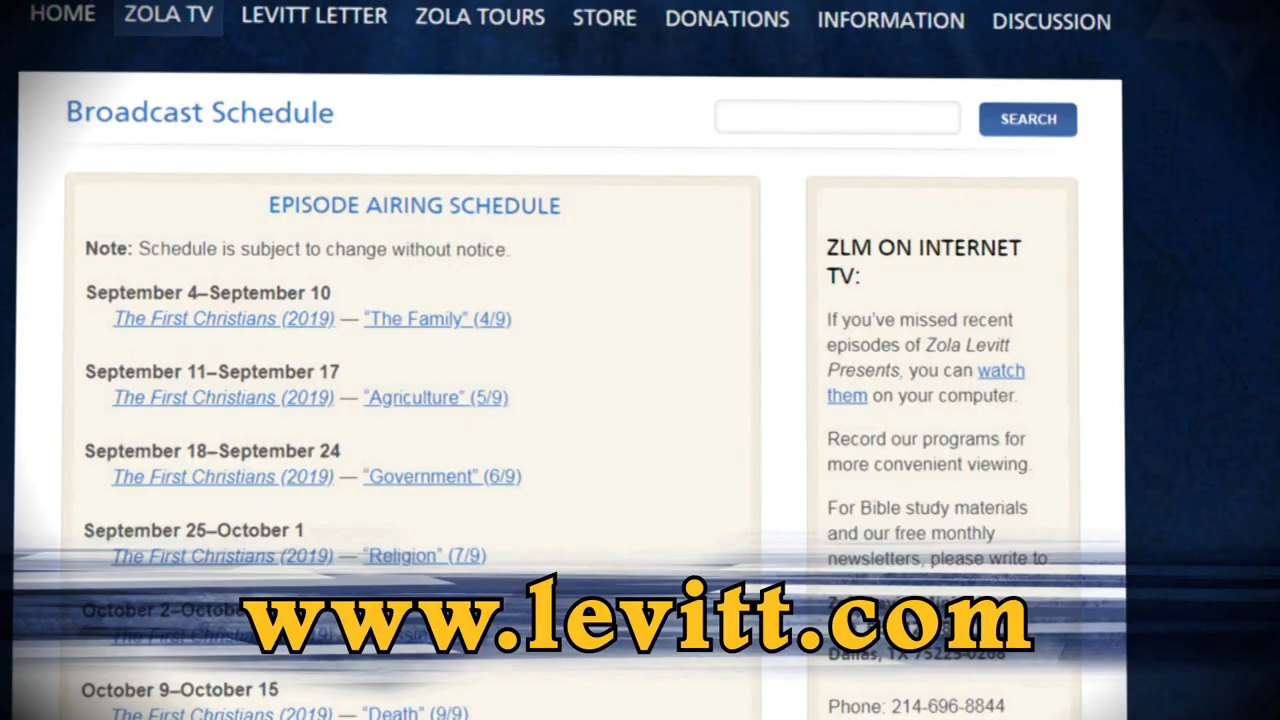 HOME ZOLA TV LEVITT LETTER ZOLA TOURS STORE DONATIONS INFORMATION DISCUSSION
Broadcast Schedule
SEARCH
EPISODE AIRING SCHEDULE
Note: Schedule is subject to change without notice.
September 4–September 10
The First Christians (2019) — “The Family” (4/9)
September 11–September 17
The First Christians (2019) — “Agriculture” (5/9)
September 18–September 24
The First Christians (2019) — “Government” (6/9)
September 25–October 1
The First Christians (2019) — “Religion” (7/9)
October 2–
October 9–October 15
The First Christians (2019) — “Death” (9/9)
ZLM ON INTERNET
TV:
If you’ve missed recent
episodes of Zola Levitt
Presents, you can watch
them on your computer.
Record our programs for
more convenient viewing.
For Bible study materials
and our free monthly
newsletters, please write to
Dallas, TX
Phone: 214-696-8844
www.levitt.com